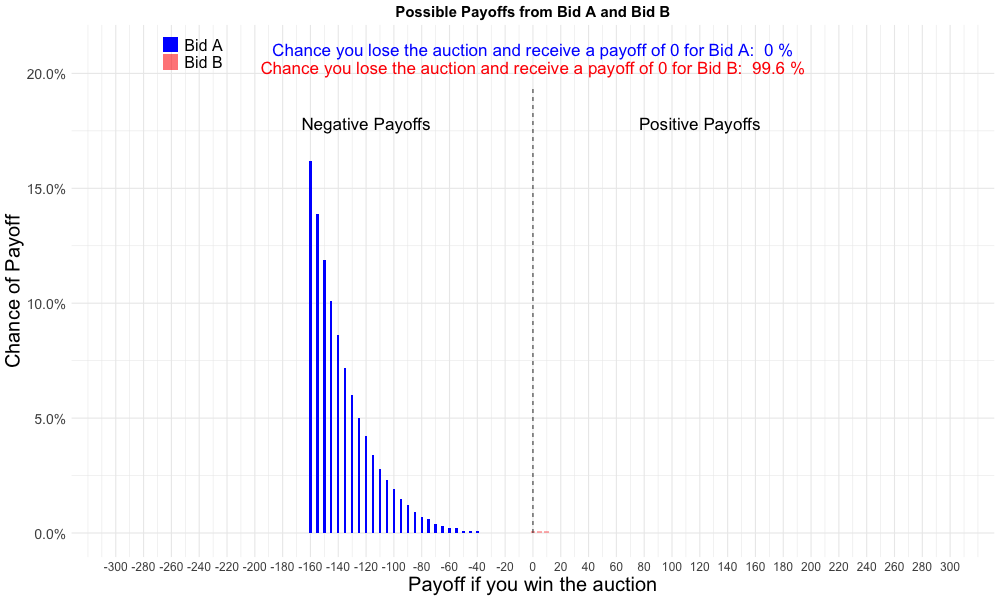 Possible Payoffs from Bid A and Bid B
Bid A
Bid B
Chance you lose the auction and receive a payoff of 0 for Bid A:  0 %
Chance you lose the auction and receive a payoff of 0 for Bid B:  99.6 %
Negative Payoffs
Positive Payoffs
Chance of Payoff
20.0%
15.0%
10.0%
5.0%
0.0%
-300 -280 -260 -240 -220 -200 -180 -160 -140 -120 -100 -80 -60 -40 -20 0 20 40 60 80 100 120 140 160 180 200 220 240 260 280 300
Payoff if you win the auction